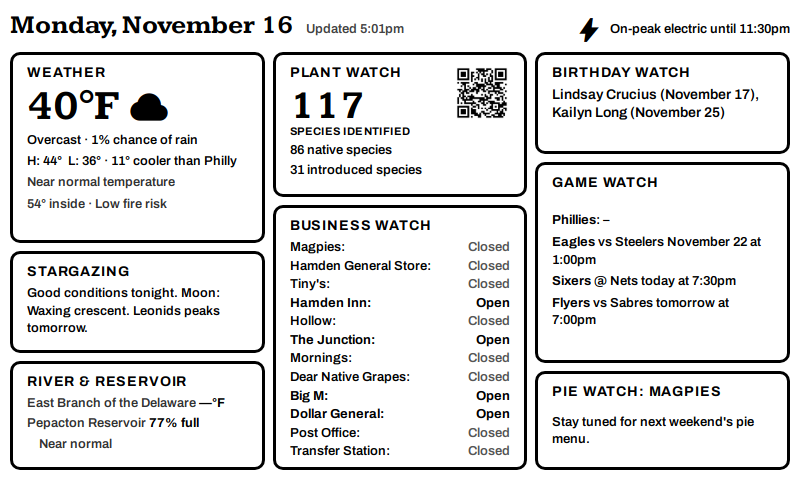 Monday, November 16 Updated 5:01pm
On-peak electric until 11:30pm
WEATHER
40°F
Overcast · 1% chance of rain
H: 44° L: 36° · 11° cooler than Philly
Near normal temperature
54° inside · Low fire risk
STARGAZING
Good conditions tonight. Moon:
Waxing crescent. Leonids peaks
tomorrow.
RIVER & RESERVOIR
East Branch of the Delaware —°F
Pepacton Reservoir 77% full
Near normal
PLANT WATCH
117
SPECIES IDENTIFIED
86 native species
31 introduced species
BUSINESS WATCH
Magpies: Closed
Hamden General Store: Closed
Tiny's: Closed
Hamden Inn: Open
Hollow: Closed
The Junction: Open
Mornings: Closed
Dear Native Grapes: Closed
Big M: Open
Dollar General: Open
Post Office: Closed
Transfer Station: Closed
BIRTHDAY WATCH
Lindsay Crucius (November 17),
Kailyn Long (November 25)
GAME WATCH
Phillies: –
Eagles vs Steelers November 22 at
1:00pm
Sixers @ Nets today at 7:30pm
Flyers vs Sabres tomorrow at
7:00pm
PIE WATCH: MAGPIES
Stay tuned for next weekend's pie
menu.